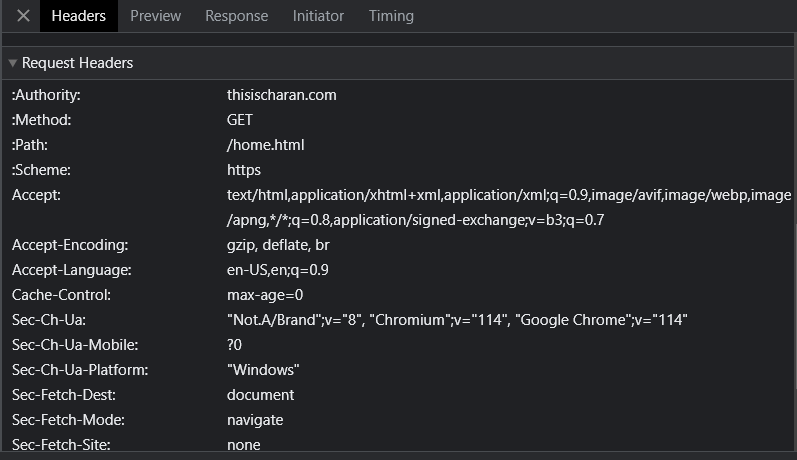 Headers Preview Response Initiator Timing
Request Headers
:Authority: thisischaran.com
:Method: GET
:Path: /home.html
:Scheme: https
Accept: text/html,application/xhtml+xml,application/xml;q=0.9,image/avif,image/webp,image
/apng,*/*;q=0.8,application/signed-exchange;v=b3;q=0.7
Accept-Encoding: gzip, deflate, br
Accept-Language: en-US,en;q=0.9
Cache-Control: max-age=0
Sec-Ch-Ua: "Not.A/Brand";v="8", "Chromium";v="114", "Google Chrome";v="114"
Sec-Ch-Ua-Mobile: ?0
Sec-Ch-Ua-Platform: "Windows"
Sec-Fetch-Dest: document
Sec-Fetch-Mode: navigate
Sec-Fetch-Site: none